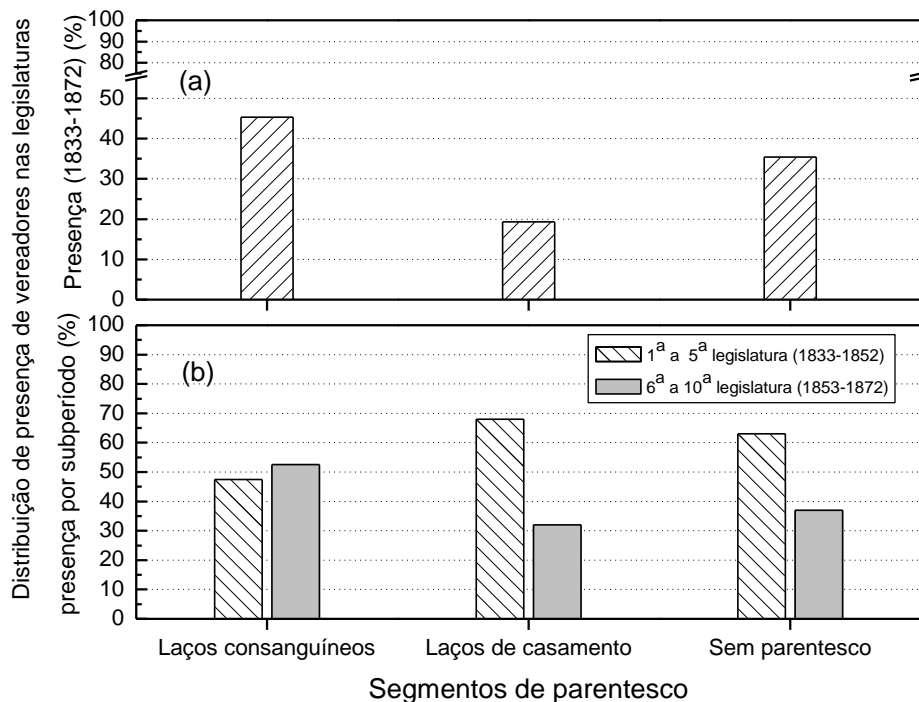 Distribuição de presença de vereadores nas legislaturas
Presença (1833-1872) (%)
100
90
80
50
40
30
20
10
0
(a)
presença por subperíodo (%)
100
90
80
70
60
50
40
30
20
10
0
(b)
1ª a 5ª legislatura (1833-1852)
6ª a 10ª legislatura (1853-1872)
Laços consanguíneos
Laços de casamento
Sem parentesco
Segmentos de parentesco